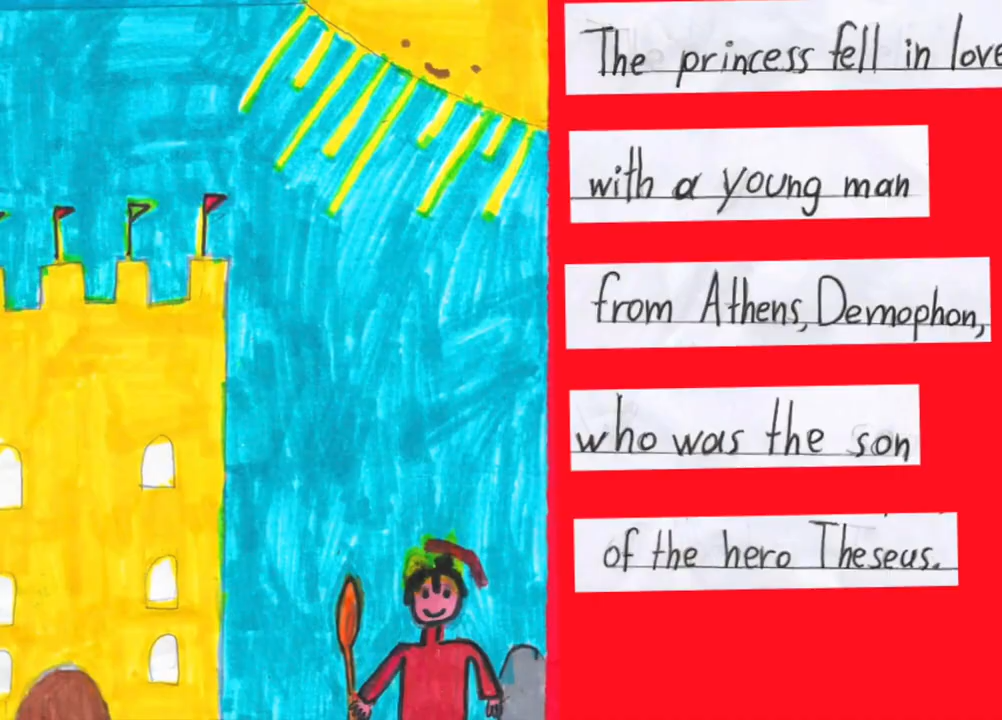 The princess fell in love
with a young man
from Athens, Demophon,
who was the son
of the hero Theseus.